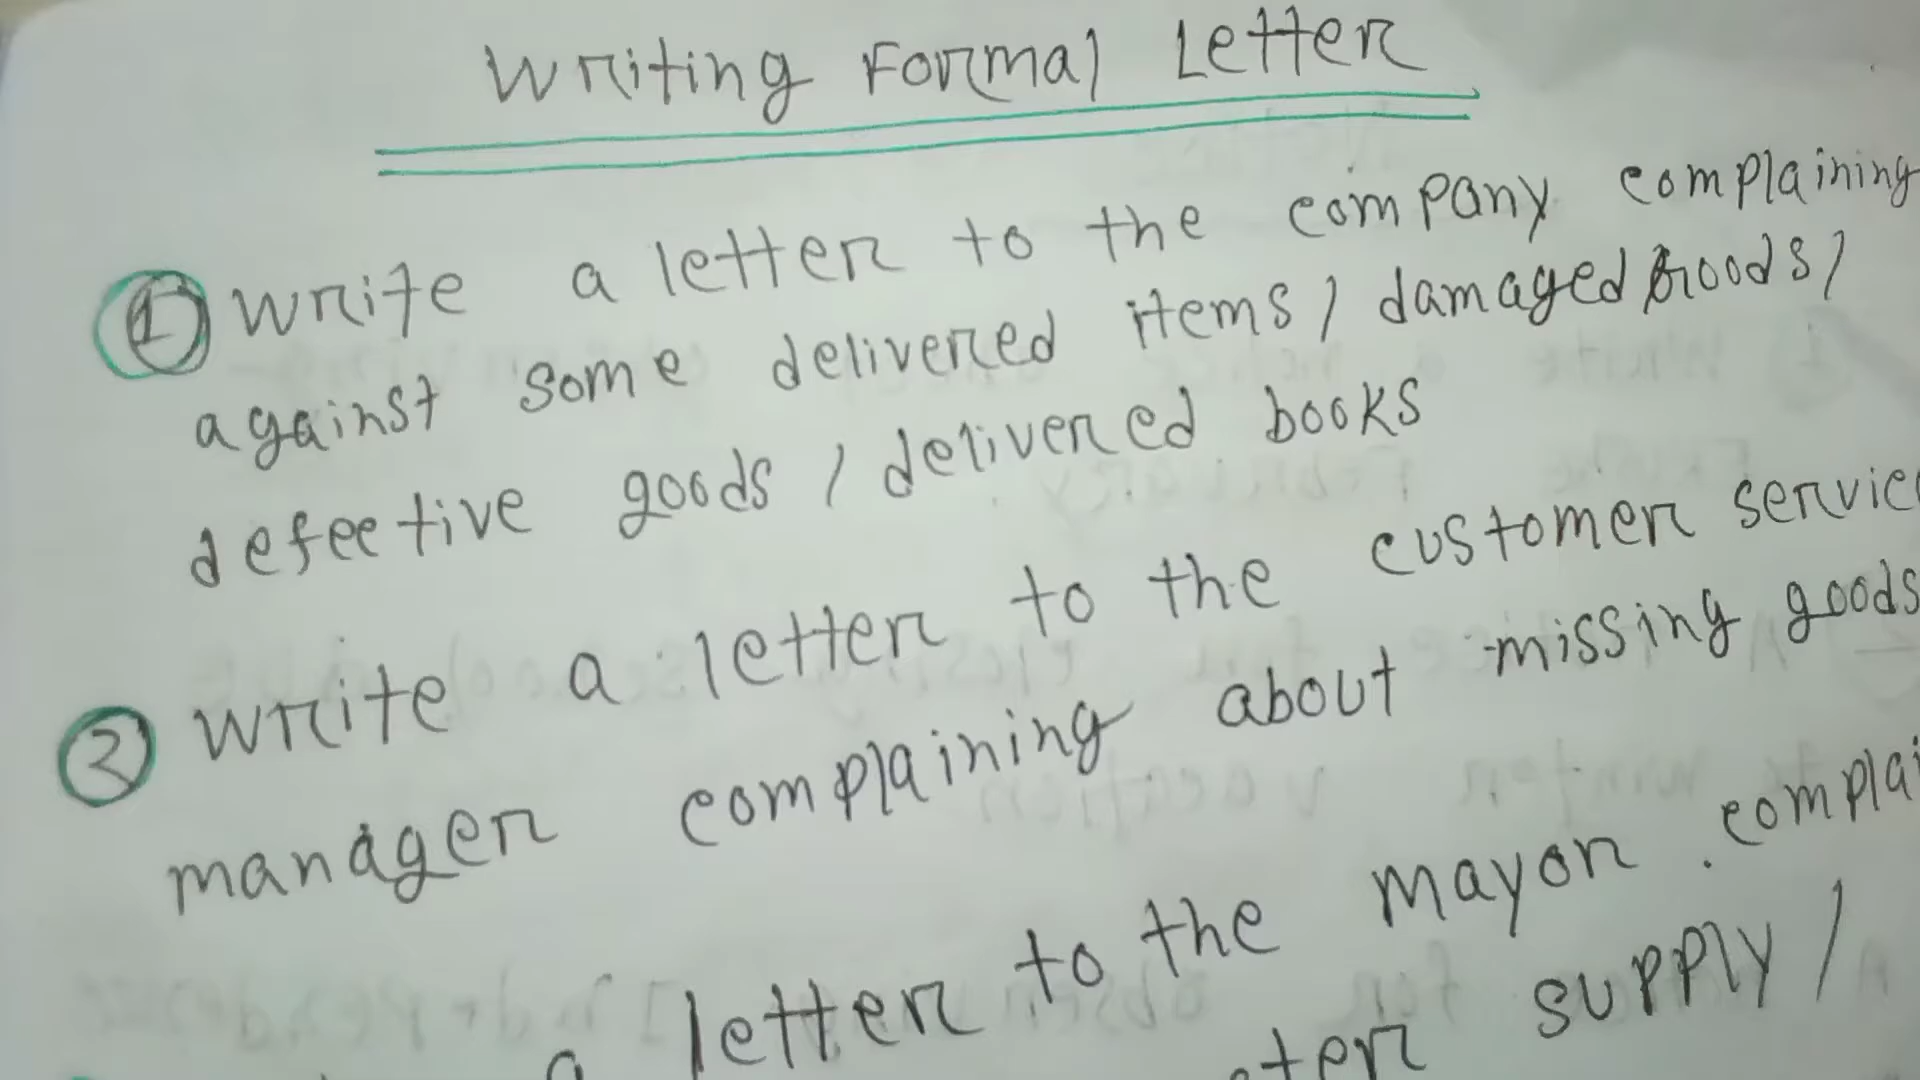 Writing Formal Letter
① Write a letter to the company complaining
against some delivered items / damaged goods /
defective goods / delivered books
② Write a letter to the customer service
manager complaining about missing goods
a letter to the mayor complai
supply /